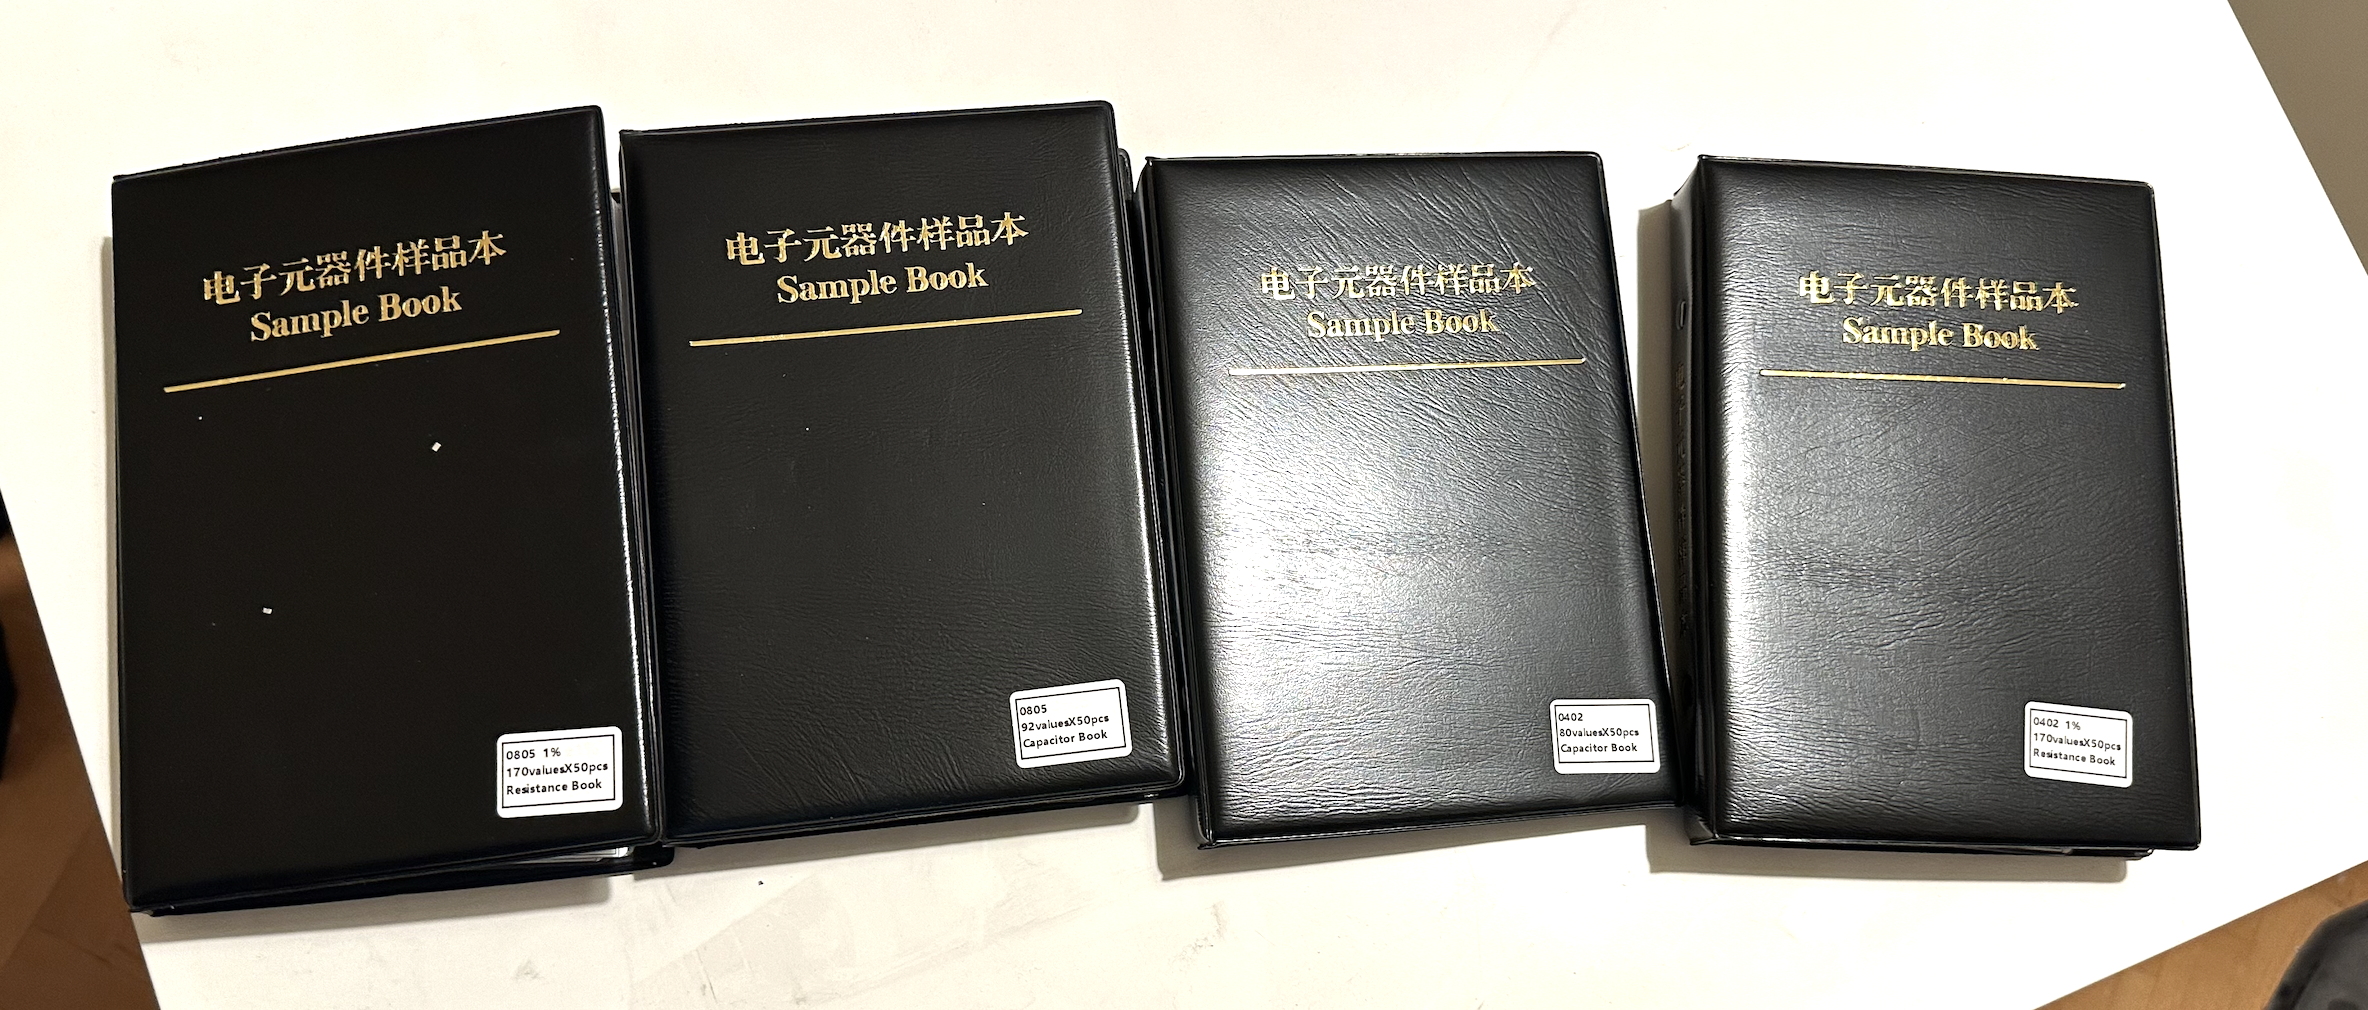 电子元器件样品本
Sample Book
0805 1%
170valuesX50pcs
Resistance Book
电子元器件样品本
Sample Book
0805
92valuesX50pcs
Capacitor Book
电子元器件样品本
Sample Book
0402
80valuesX50pcs
Capacitor Book
电子元器件样品本
Sample Book
0402 1%
170valuesX50pcs
Resistance Book